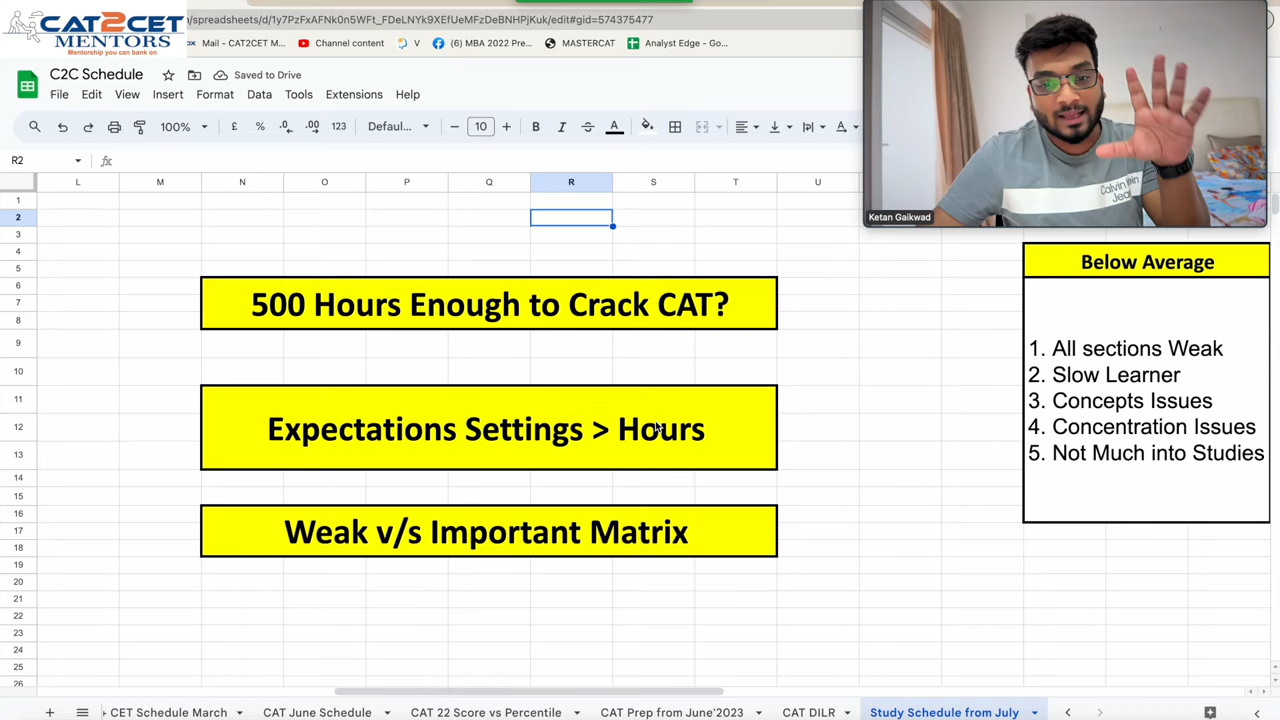 CAT2CET
MENTORS
Mentorship you can bank on
/spreadsheets/d/1y7PzFxAFNk0n5WFt_FDeLNYk9XEfUeMFzDeBNHPjKuk/edit#gid=574375477
Mail - CAT2CET M...
Channel content
V
(6) MBA 2022 Pre...
MASTERCAT
Analyst Edge - Go...
C2C Schedule
Saved to Drive
File Edit View Insert Format Data Tools Extensions Help
100% £ % .0 .00 123 Defaul... − 10 + B I S A
R2 fx
L M N O P Q R S T U
1
2
3
4
5
6
7
8
9
10
11
12
13
14
15
16
17
18
19
20
21
22
23
24
25
26
500 Hours Enough to Crack CAT?
Expectations Settings > Hours
Weak v/s Important Matrix
Calvin Klein
Jeans
Ketan Gaikwad
Below Average
1. All sections Weak
2. Slow Learner
3. Concepts Issues
4. Concentration Issues
5. Not Much into Studies
CET Schedule March CAT June Schedule CAT 22 Score vs Percentile CAT Prep from June'2023 CAT DILR Study Schedule from July